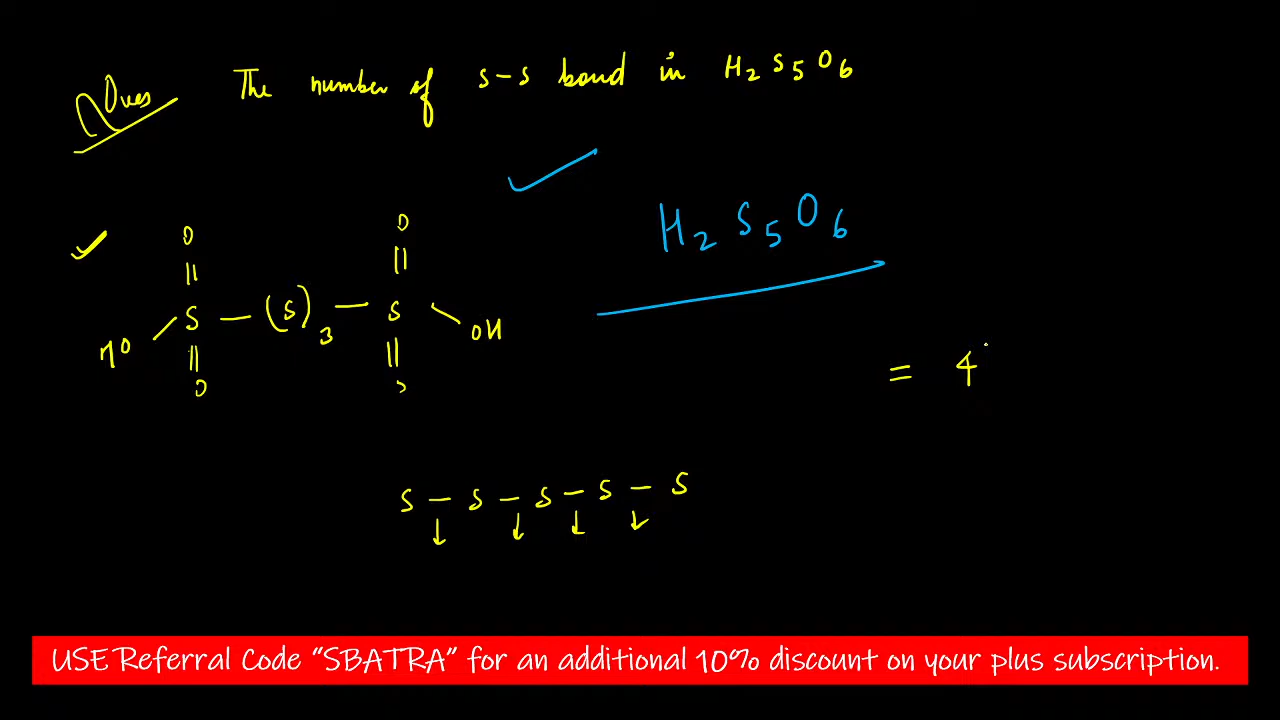 Ques The number of S-S bond in H2S5O6
H2S5O6
O O
|| ||
S — (S)3 — S
HO OH
|| ||
O
= 4
S - S - S - S - S
USE Referral Code “SBATRA” for an additional 10% discount on your plus subscription.